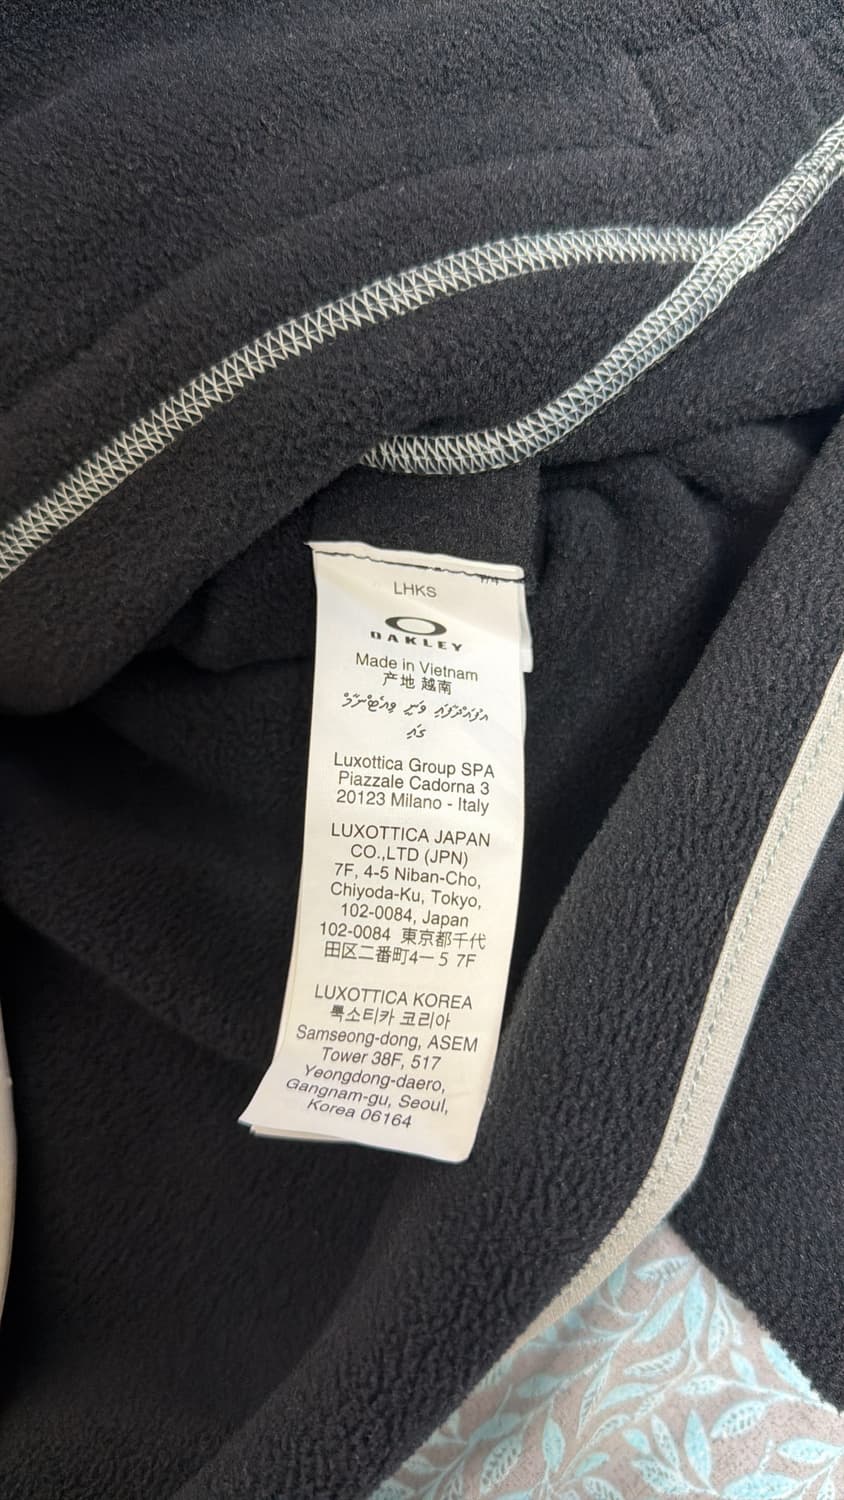 LHKS
OAKLEY
Made in Vietnam
产地 越南
Luxottica Group SPA
Piazzale Cadorna 3
20123 Milano - Italy
LUXOTTICA JAPAN
CO.,LTD (JPN)
7F, 4-5 Niban-Cho,
Chiyoda-Ku, Tokyo,
102-0084, Japan
102-0084 東京都千代
田区二番町4一5 7F
LUXOTTICA KOREA
룩소티카 코리아
Samseong-dong, ASEM
Tower 38F, 517
Yeongdong-daero,
Gangnam-gu, Seoul,
Korea 06164